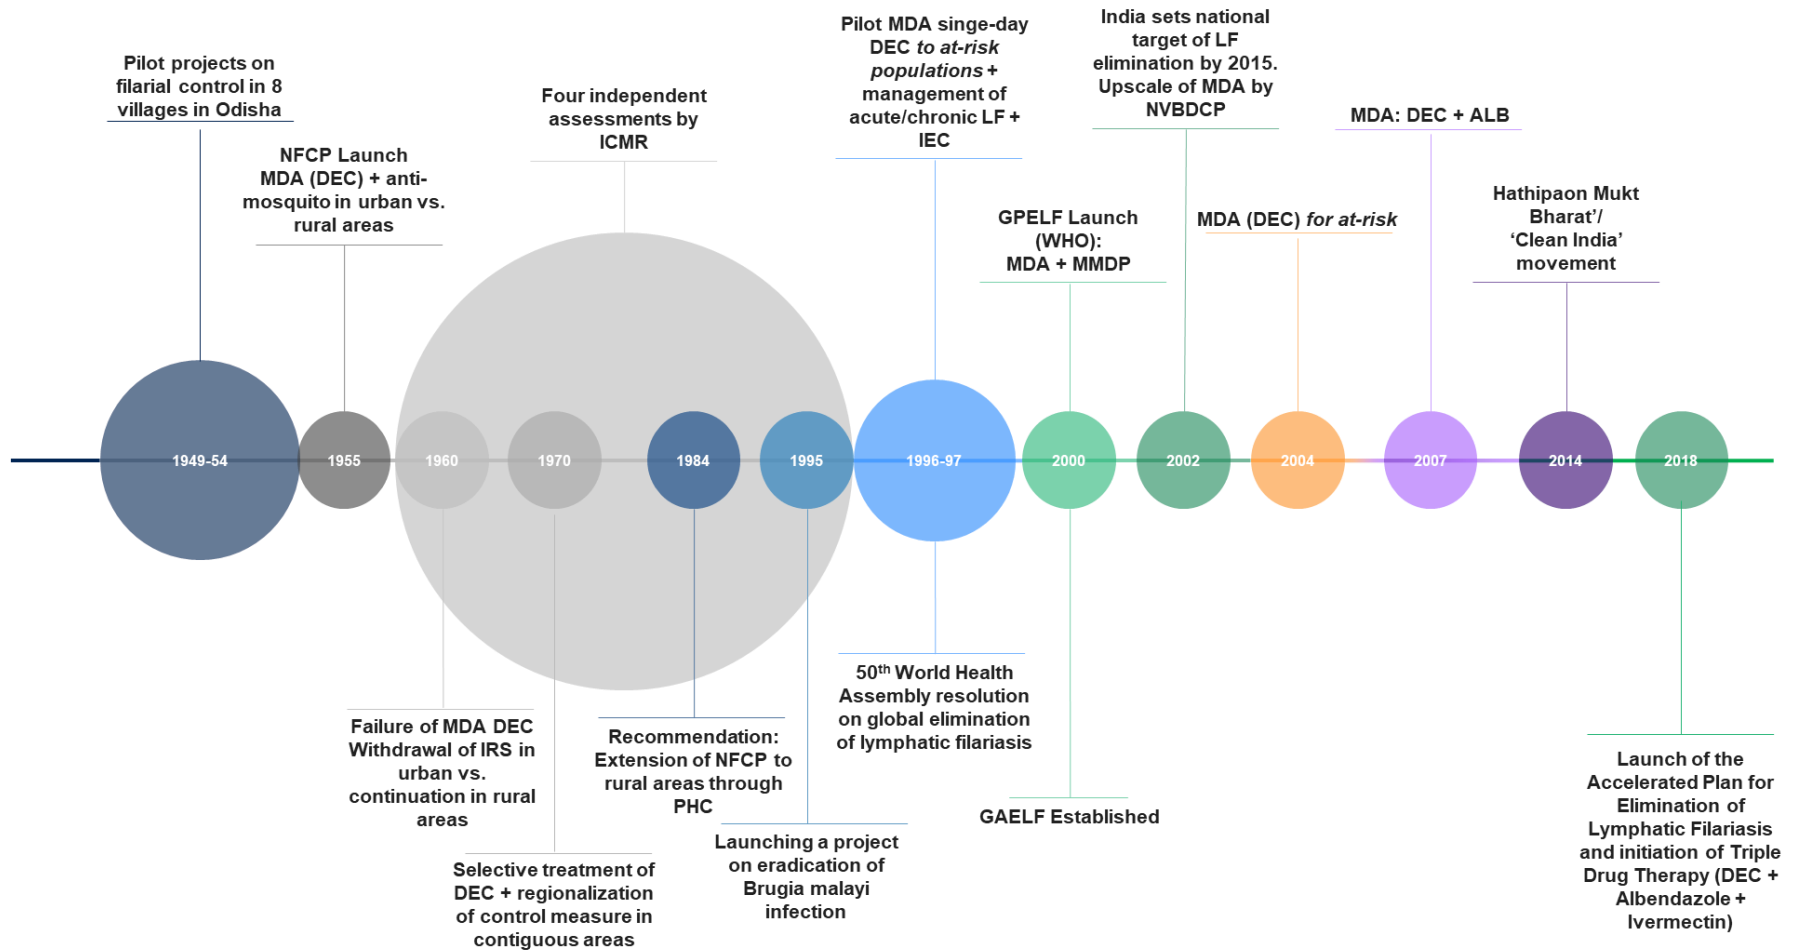 Pilot projects on
filarial control in 8
villages in Odisha
NFCP Launch
MDA (DEC) + anti-
mosquito in urban vs.
rural areas
Four independent
assessments by
ICMR
Pilot MDA singe-day
DEC to at-risk
populations +
management of
acute/chronic LF +
IEC
GPELF Launch
(WHO):
MDA + MMDP
India sets national
target of LF
elimination by 2015.
Upscale of MDA by
NVBDCP
MDA (DEC) for at-risk
MDA: DEC + ALB
Hathipaon Mukt
Bharat’/
‘Clean India’
movement
1949-54
1955
1960
1970
1984
1995
1996-97
2000
2002
2004
2007
2014
2018
Failure of MDA DEC
Withdrawal of IRS in
urban vs.
continuation in rural
areas
Selective treatment of
DEC + regionalization
of control measure in
contiguous areas
Recommendation:
Extension of NFCP to
rural areas through
PHC
Launching a project
on eradication of
Brugia malayi
infection
50th World Health
Assembly resolution
on global elimination
of lymphatic filariasis
GAELF Established
Launch of the
Accelerated Plan for
Elimination of
Lymphatic Filariasis
and initiation of Triple
Drug Therapy (DEC +
Albendazole +
Ivermectin)